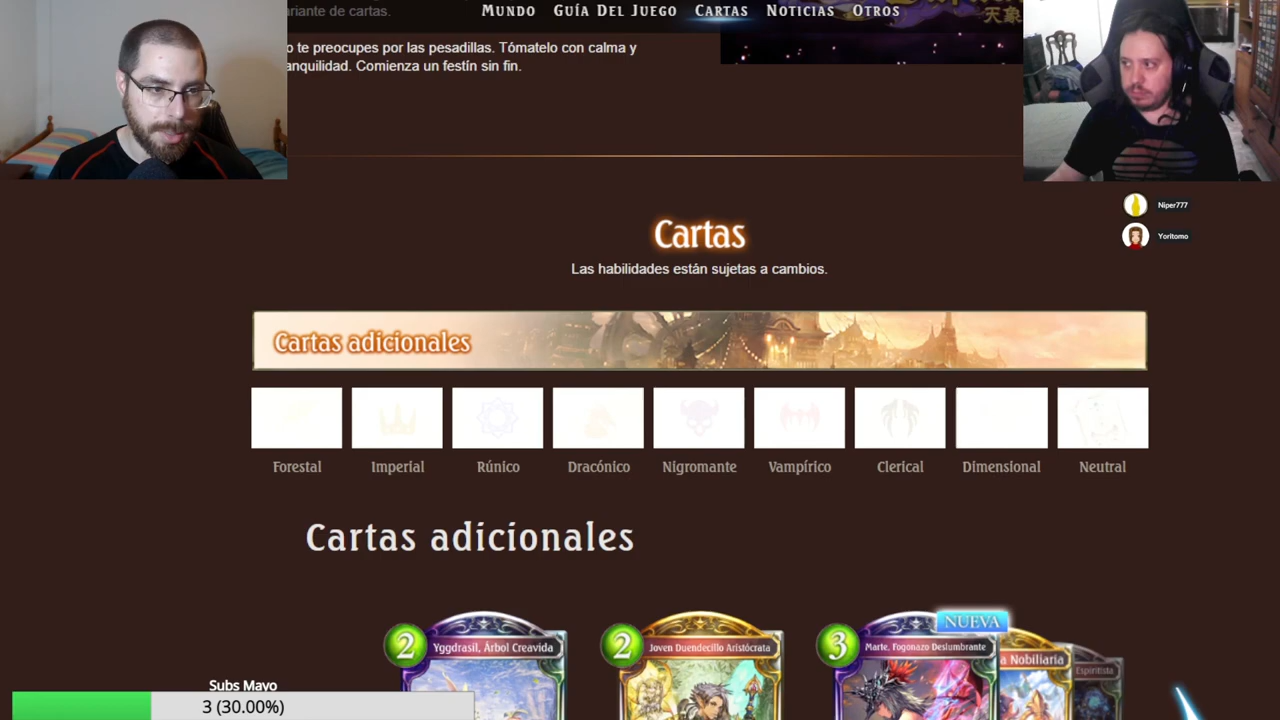 ariante de cartas.
MUNDO GUÍA DEL JUEGO CARTAS NOTICIAS OTROS
o te preocupes por las pesadillas. Tómatelo con calma y
anquilidad. Comienza un festín sin fin.
天象
Niper777
Yoritomo
Cartas
Las habilidades están sujetas a cambios.
Cartas adicionales
Forestal Imperial Rúnico Dracónico Nigromante Vampírico Clerical Dimensional Neutral
Cartas adicionales
NUEVA
2 Yggdrasil, Árbol Creavida
2 Joven Duendecillo Aristócrata
3 Marte, Fogonazo Deslumbrante
a Nobiliaria
Espiritista
Subs Mayo
3 (30.00%)